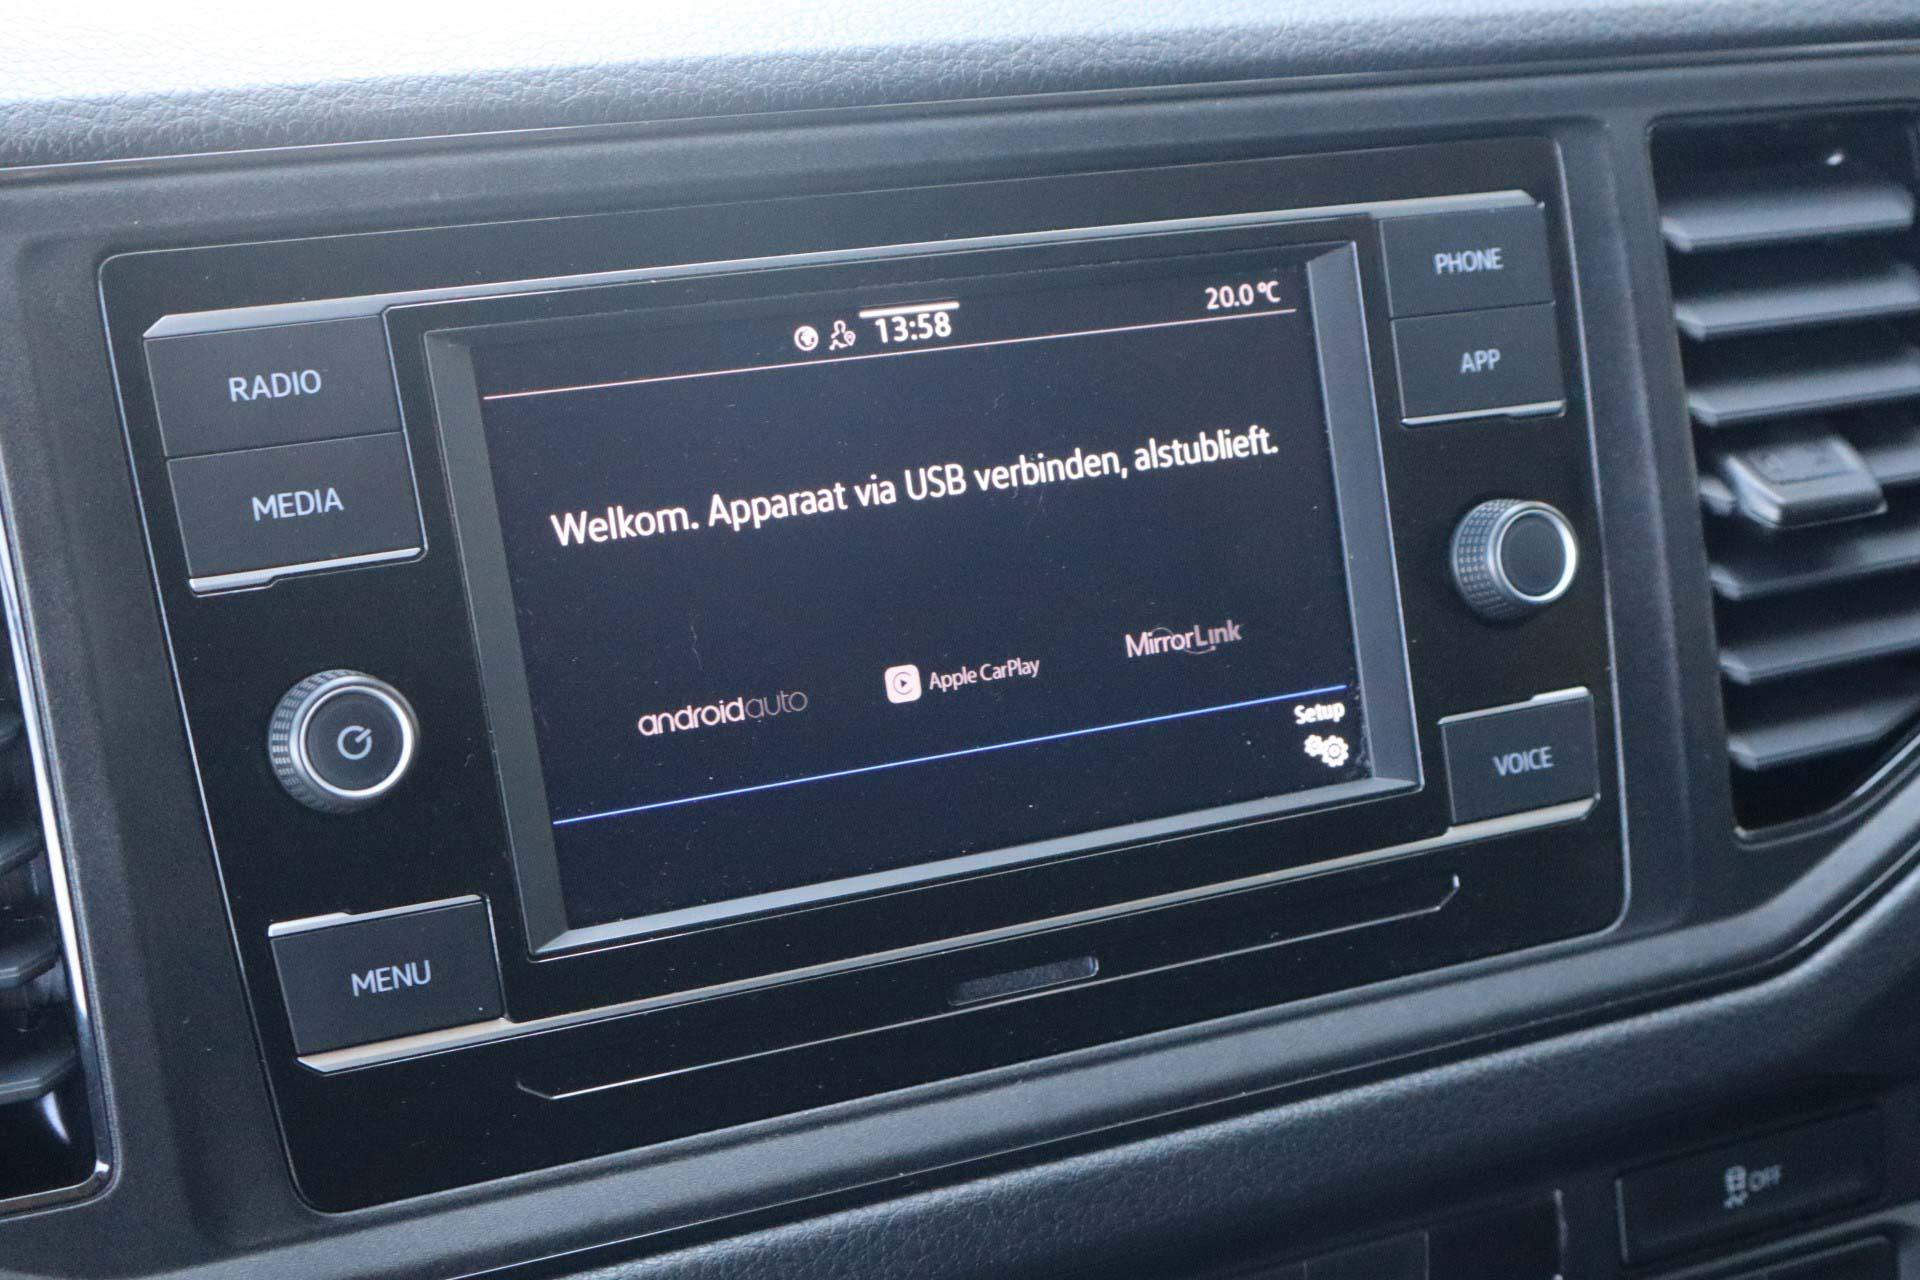 13:58
20.0°C
PHONE
APP
RADIO
MEDIA
Welkom. Apparaat via USB verbinden, alstublieft.
androidauto
Apple CarPlay
MirrorLink
Setup
VOICE
MENU
OFF